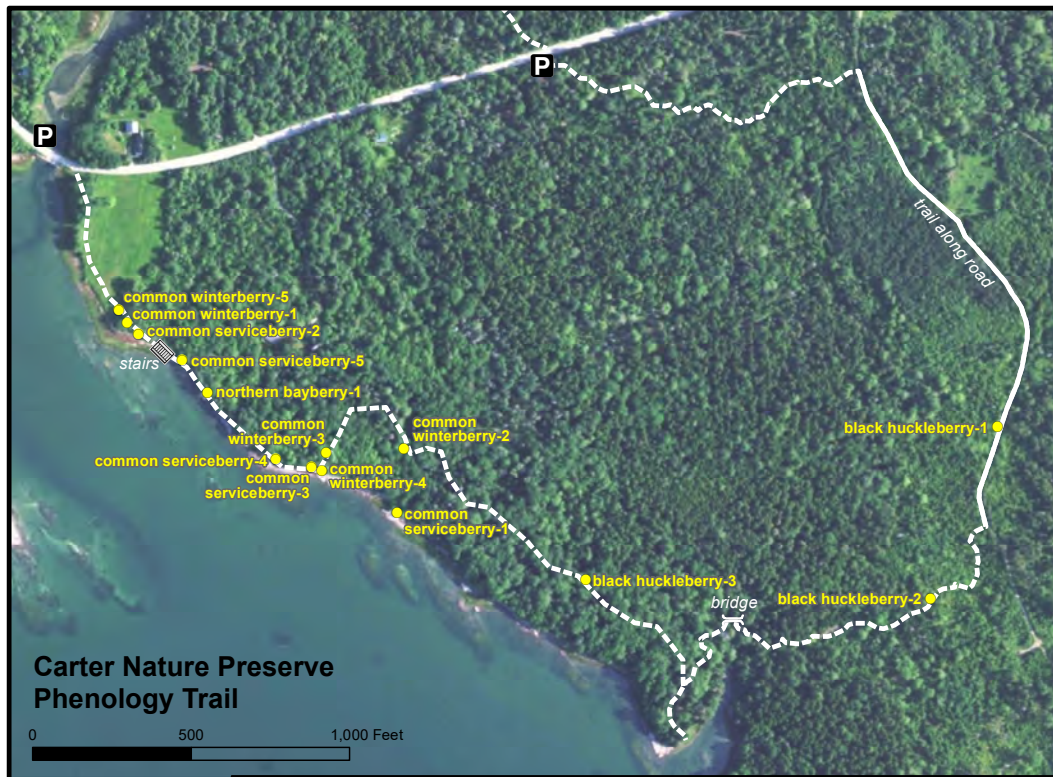 P
P
trail along road
common winterberry-5
common winterberry-1
common serviceberry-2
stairs
common serviceberry-5
northern bayberry-1
common
winterberry-3
common
winterberry-2
black huckleberry-1
common serviceberry-4
common
serviceberry-3
common
winterberry-4
common
serviceberry-1
black huckleberry-3
bridge
black huckleberry-2
Carter Nature Preserve
Phenology Trail
0 500 1,000 Feet